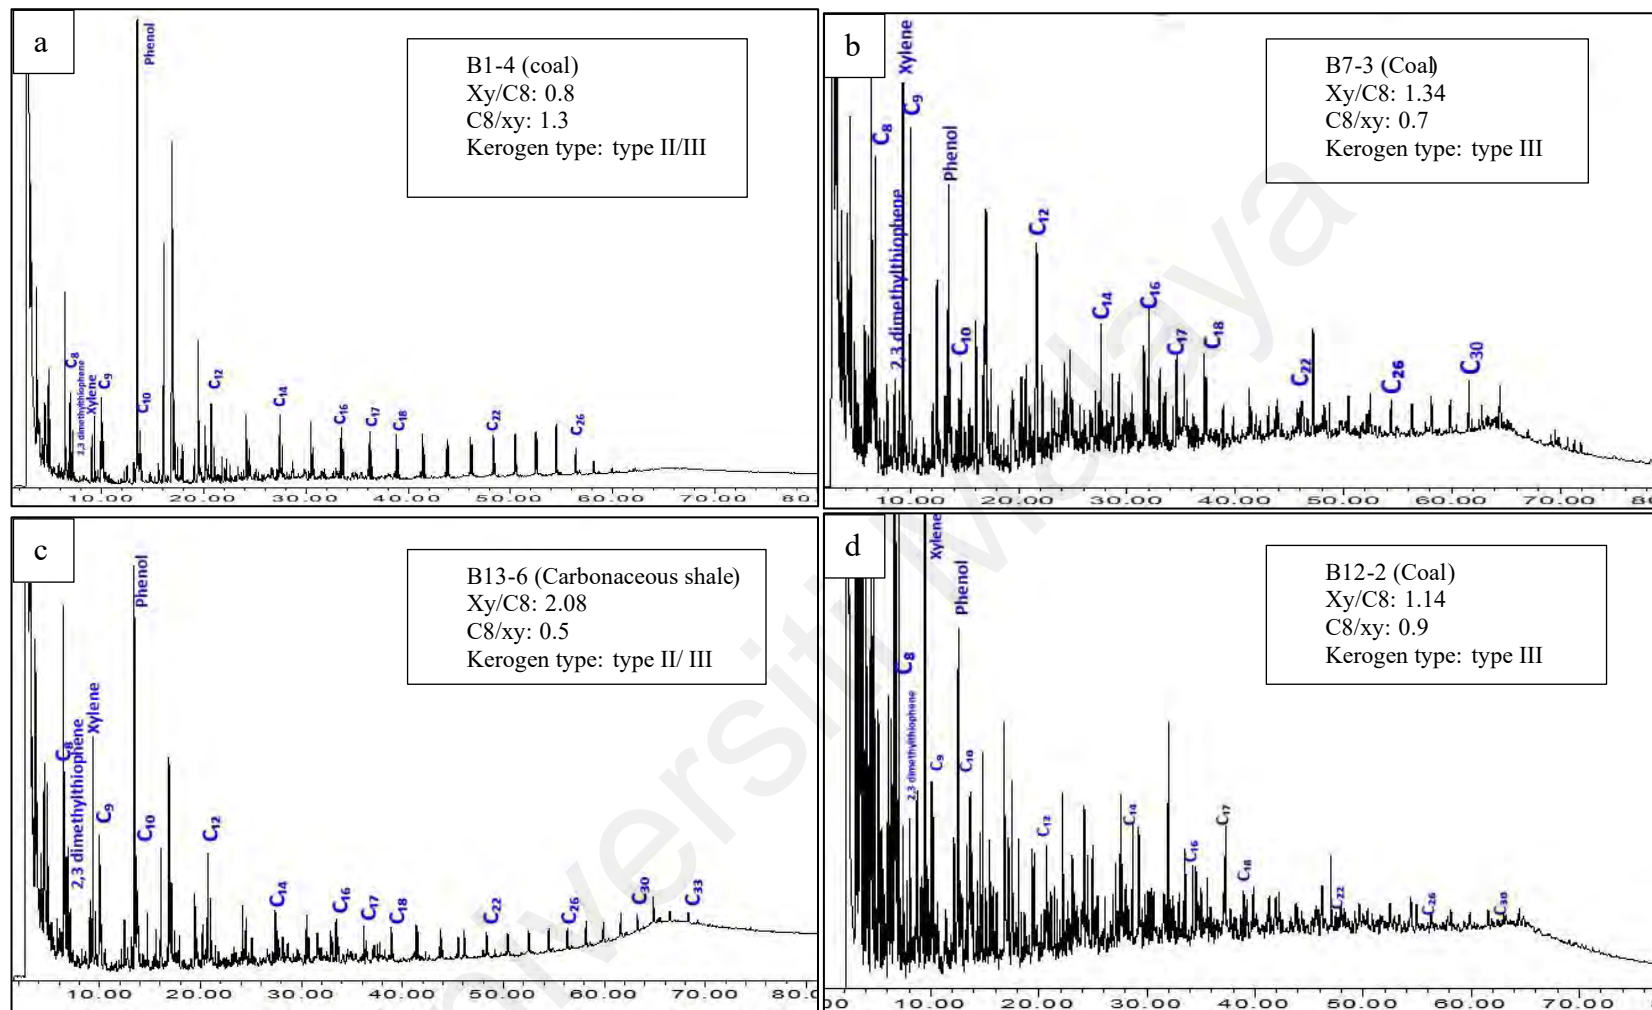 a
Phenol
B1-4 (coal)
Xy/C8: 0.8
C8/xy: 1.3
Kerogen type: type II/III
C8
2,3 dimethylthiophene
Xylene
C9
C10
C12
C14
C16
C17
C18
C22
C26
10.00 20.00 30.00 40.00 50.00 60.00 70.00 80.
b
Xylene
B7-3 (Coal)
Xy/C8: 1.34
C8/xy: 0.7
Kerogen type: type III
C8
C9
2,3 dimethylthiophene
Phenol
C10
C12
C14
C16
C17
C18
C22
C26
C30
10.00 20.00 30.00 40.00 50.00 60.00 70.00 80
c
Phenol
B13-6 (Carbonaceous shale)
Xy/C8: 2.08
C8/xy: 0.5
Kerogen type: type II/ III
C8
2,3 dimethylthiophene
Xylene
C9
C10
C12
C14
C16
C17
C18
C22
C26
C30
C33
10.00 20.00 30.00 40.00 50.00 60.00 70.00 80.
d
Xylene
B12-2 (Coal)
Xy/C8: 1.14
C8/xy: 0.9
Kerogen type: type III
C8
2,3 dimethylthiophene
Phenol
C9
C10
C12
C14
C16
C17
C18
C22
C26
C30
00 10.00 20.00 30.00 40.00 50.00 60.00 70.00
niversiti Malaya